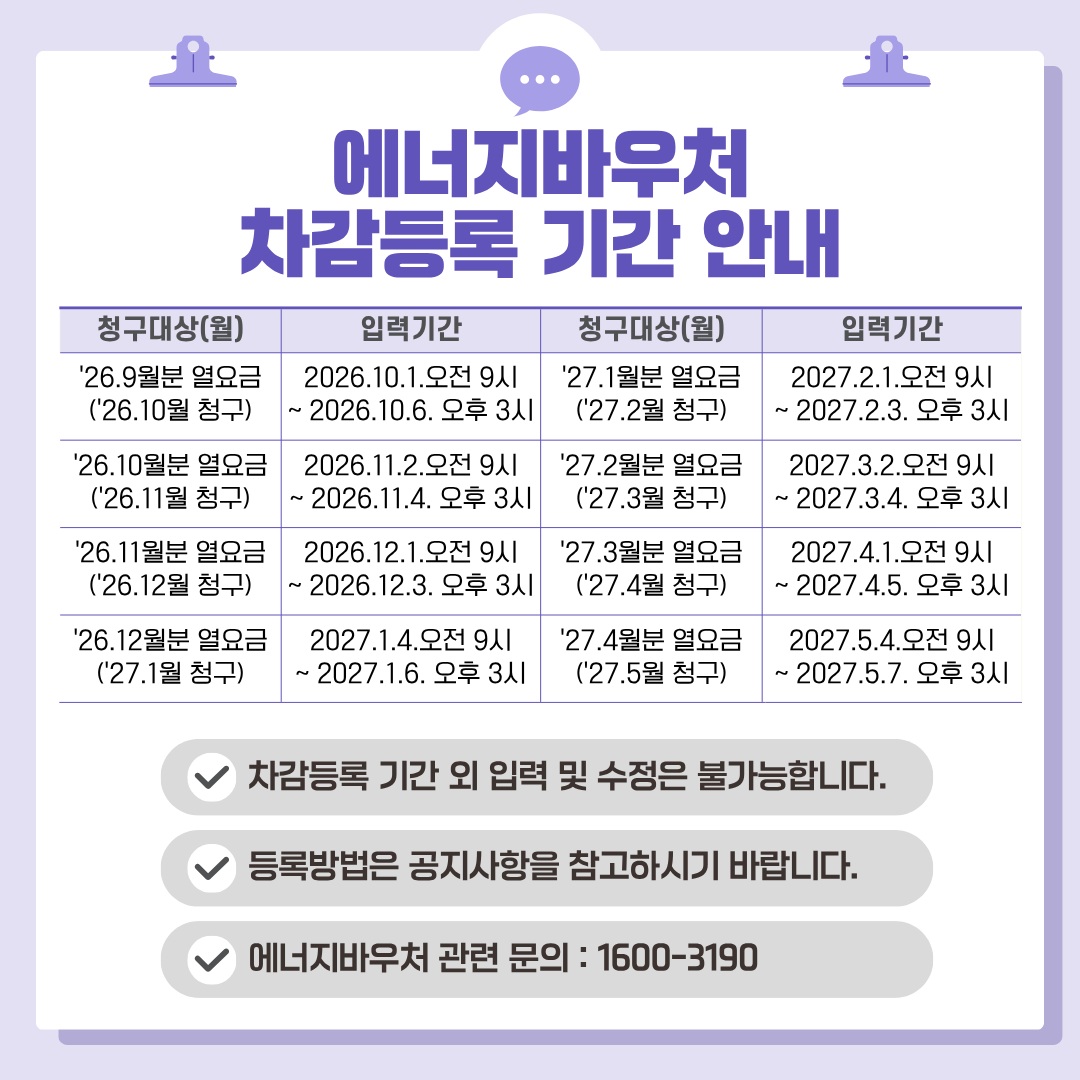 에너지바우처
차감등록 기간 안내
청구대상(월) 입력기간 청구대상(월) 입력기간
'26.9월분 열요금 2026.10.1.오전 9시 '27.1월분 열요금 2027.2.1.오전 9시
('26.10월 청구) ~ 2026.10.6. 오후 3시 ('27.2월 청구) ~ 2027.2.3. 오후 3시
'26.10월분 열요금 2026.11.2.오전 9시 '27.2월분 열요금 2027.3.2.오전 9시
('26.11월 청구) ~ 2026.11.4. 오후 3시 ('27.3월 청구) ~ 2027.3.4. 오후 3시
'26.11월분 열요금 2026.12.1.오전 9시 '27.3월분 열요금 2027.4.1.오전 9시
('26.12월 청구) ~ 2026.12.3. 오후 3시 ('27.4월 청구) ~ 2027.4.5. 오후 3시
'26.12월분 열요금 2027.1.4.오전 9시 '27.4월분 열요금 2027.5.4.오전 9시
('27.1월 청구) ~ 2027.1.6. 오후 3시 ('27.5월 청구) ~ 2027.5.7. 오후 3시
차감등록 기간 외 입력 및 수정은 불가능합니다.
등록방법은 공지사항을 참고하시기 바랍니다.
에너지바우처 관련 문의 : 1600-3190